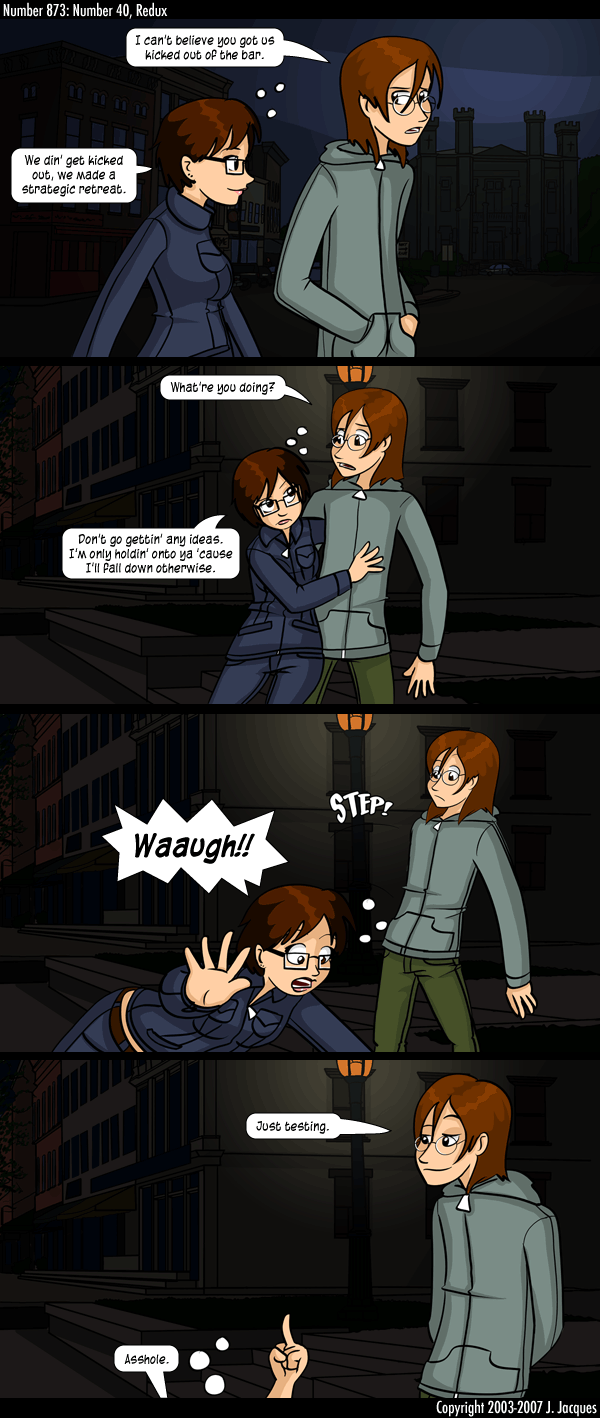 Number 873: Number 40, Redux
I can't believe you got us
kicked out of the bar.
We din' get kicked
out, we made a
strategic retreat.
What're you doing?
Don't go gettin' any ideas.
I'm only holdin' onto ya 'cause
I'll fall down otherwise.
STEP!
Waaugh!!
Just testing.
Asshole.
Copyright 2003-2007 J. Jacques